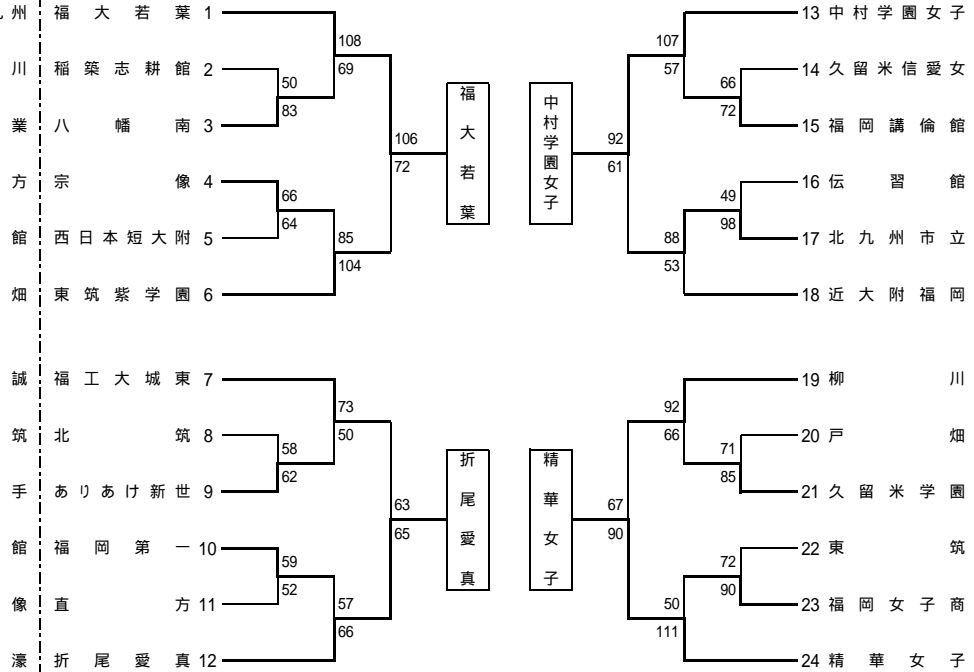 州 福大若葉 1
108
69
川 稲築志耕館 2
50
83
業 八幡南 3
106
72
福大若葉
方 宗像 4
66
64
館 西日本短大附 5
85
104
畑 東筑紫学園 6
誠 福工大城東 7
73
50
筑 北筑 8
58
62
手 ありあけ新世 9
63
65
折尾愛真
館 福岡第一 10
59
52
像 直方 11
57
66
濠 折尾愛真 12
13 中村学園女子
107
57
14 久留米信愛女
66
72
15 福岡講倫館
中村学園女子
92
61
16 伝習館
49
98
17 北九州市立
88
53
18 近大附福岡
19 柳川
92
66
20 戸畑
71
85
21 久留米学園
精華女子
67
90
22 東筑
72
90
23 福岡女子商
50
111
24 精華女子